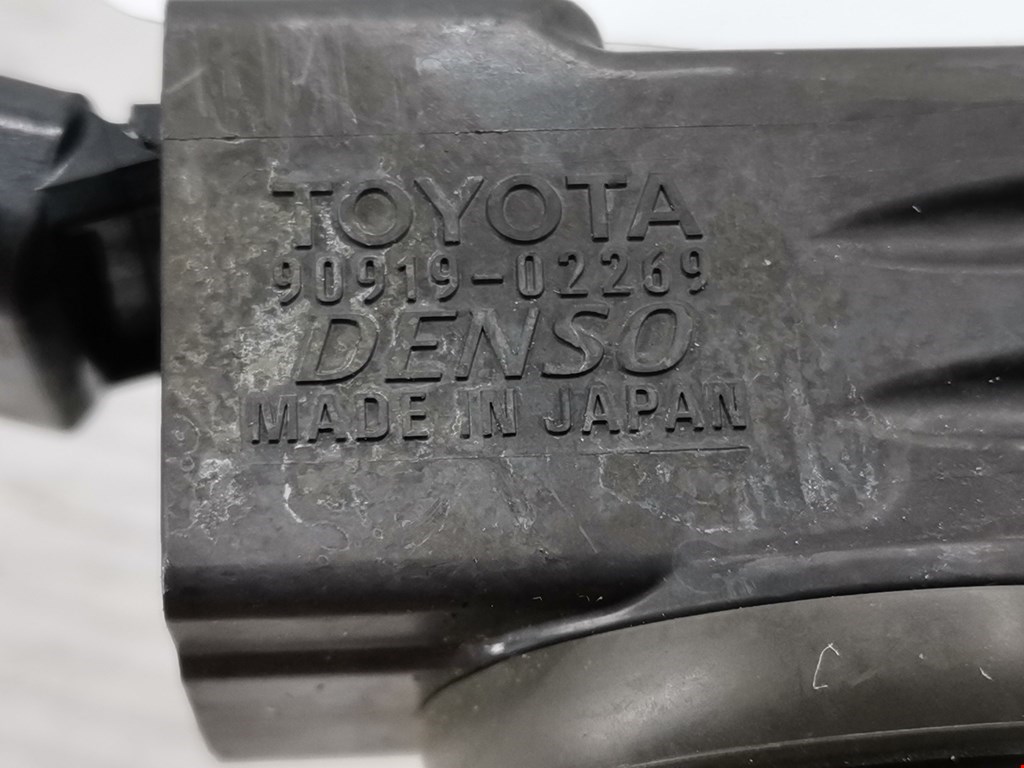 TOYOTA
90919-02269
DENSO
MADE IN JAPAN